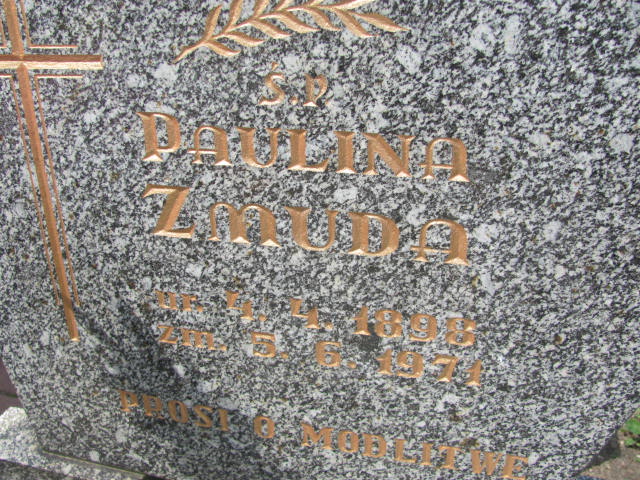 Ś.P.
PAULINA
ZMUDA
ur. 4. 4. 1898
zm. 5. 6. 1971
PROSI O MODLITWE